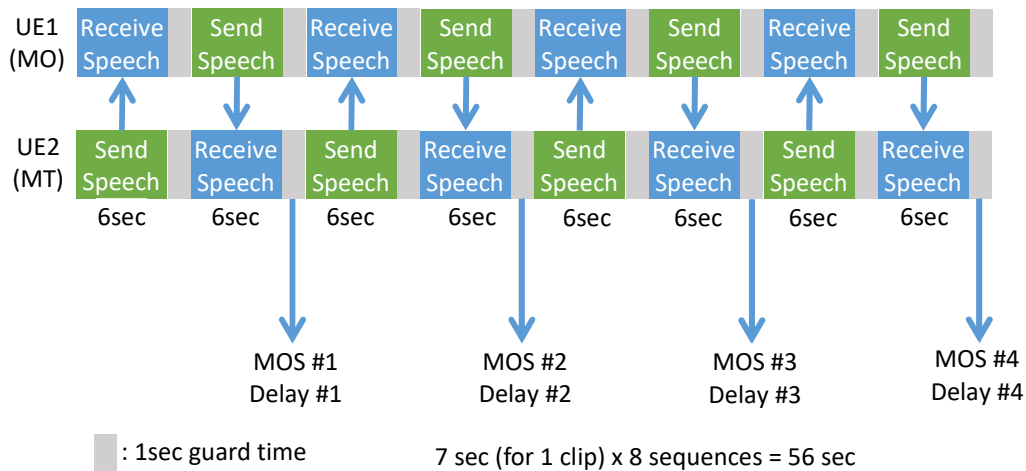 UE1
(MO)
Receive Speech Send Speech Receive Speech Send Speech Receive Speech Send Speech Receive Speech Send Speech
UE2
(MT)
Send Speech Receive Speech Send Speech Receive Speech Send Speech Receive Speech Send Speech Receive Speech
6sec 6sec 6sec 6sec 6sec 6sec 6sec 6sec
MOS #1 MOS #2 MOS #3 MOS #4
Delay #1 Delay #2 Delay #3 Delay #4
: 1sec guard time 7 sec (for 1 clip) x 8 sequences = 56 sec